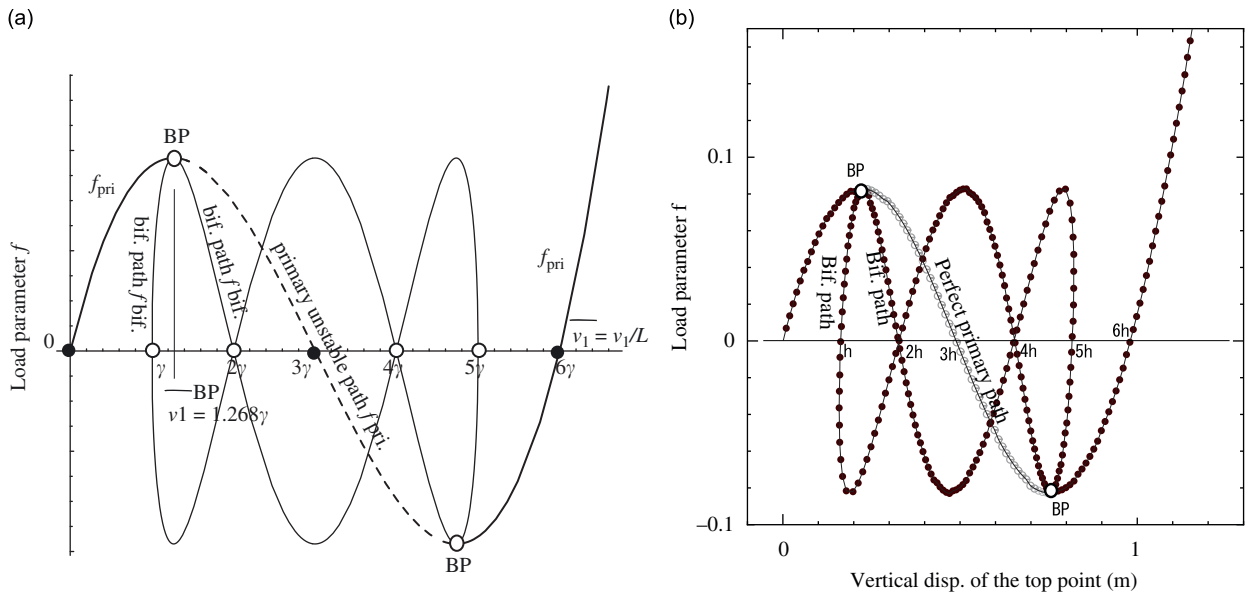 (a)
BP
f pri
bif. path f bif.
bif. path f bif.
primary unstable path f pri.
f pri
v1 = v1/L
Load parameter f
0
γ
2γ
3γ
4γ
5γ
6γ
BP
v1 = 1.268γ
BP
(b)
0.1
0
−0.1
Load parameter f
BP
Bif. path
Bif. path
Perfect primary path
h
2h
3h
4h
5h
6h
BP
0
1
Vertical disp. of the top point (m)